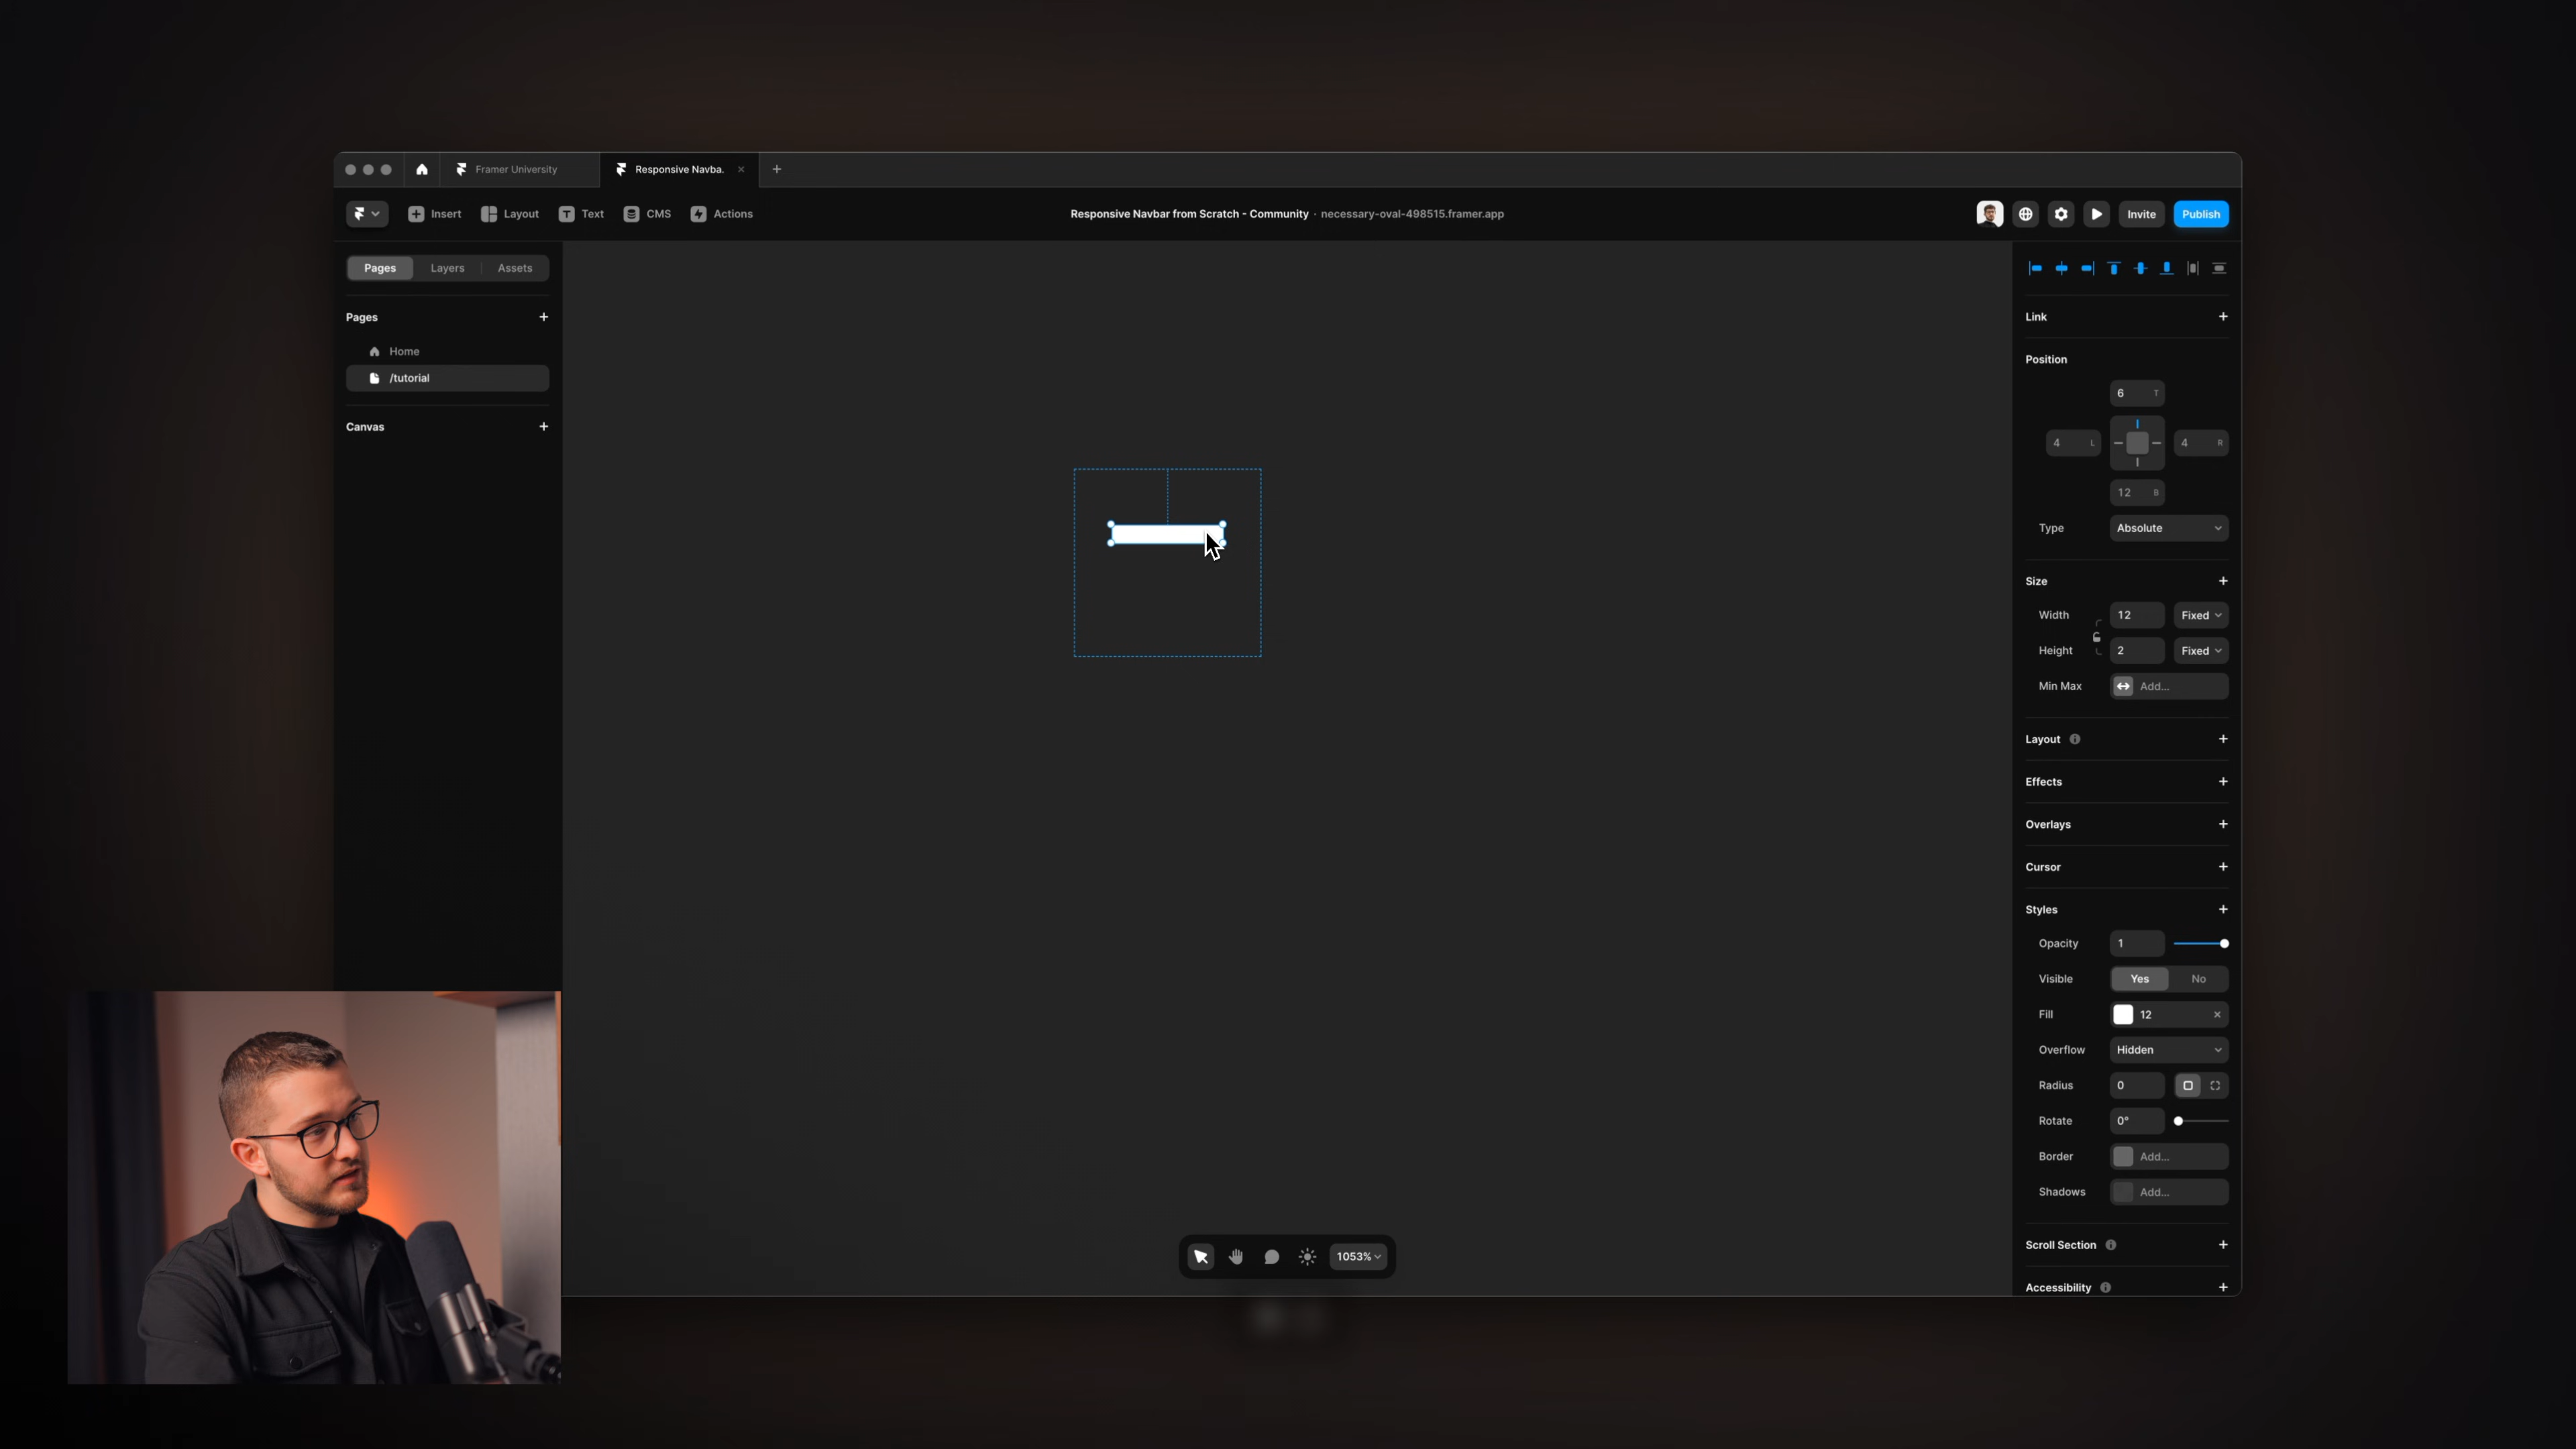 Framer University
Responsive Navba.
Insert
Layout
Text
CMS
Actions
Responsive Navbar from Scratch - Community · necessary-oval-498515.framer.app
Invite
Publish
Pages
Layers
Assets
Pages
Home
/tutorial
Canvas
Link
Position
6 T
4 L
4 R
12 B
Type Absolute
Size
Width 12 Fixed
Height 2 Fixed
Min Max Add...
Layout
Effects
Overlays
Cursor
Styles
Opacity 1
Visible Yes No
Fill 12
Overflow Hidden
Radius 0
Rotate 0°
Border Add...
Shadows Add...
Scroll Section
Accessibility
1053%